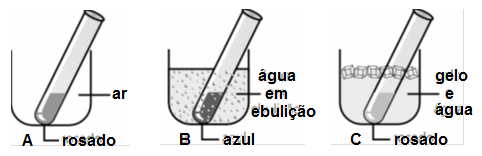 ar
A
rosado
água
em
ebulição
B
azul
gelo
e
água
C
rosado